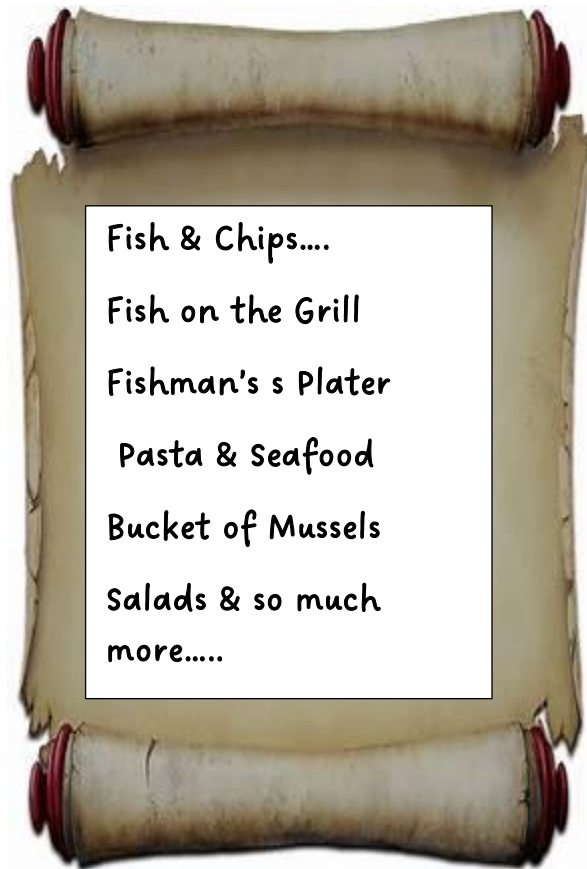 Fish & Chips....
Fish on the Grill
Fishman's s Plater
Pasta & Seafood
Bucket of Mussels
Salads & so much
more.....